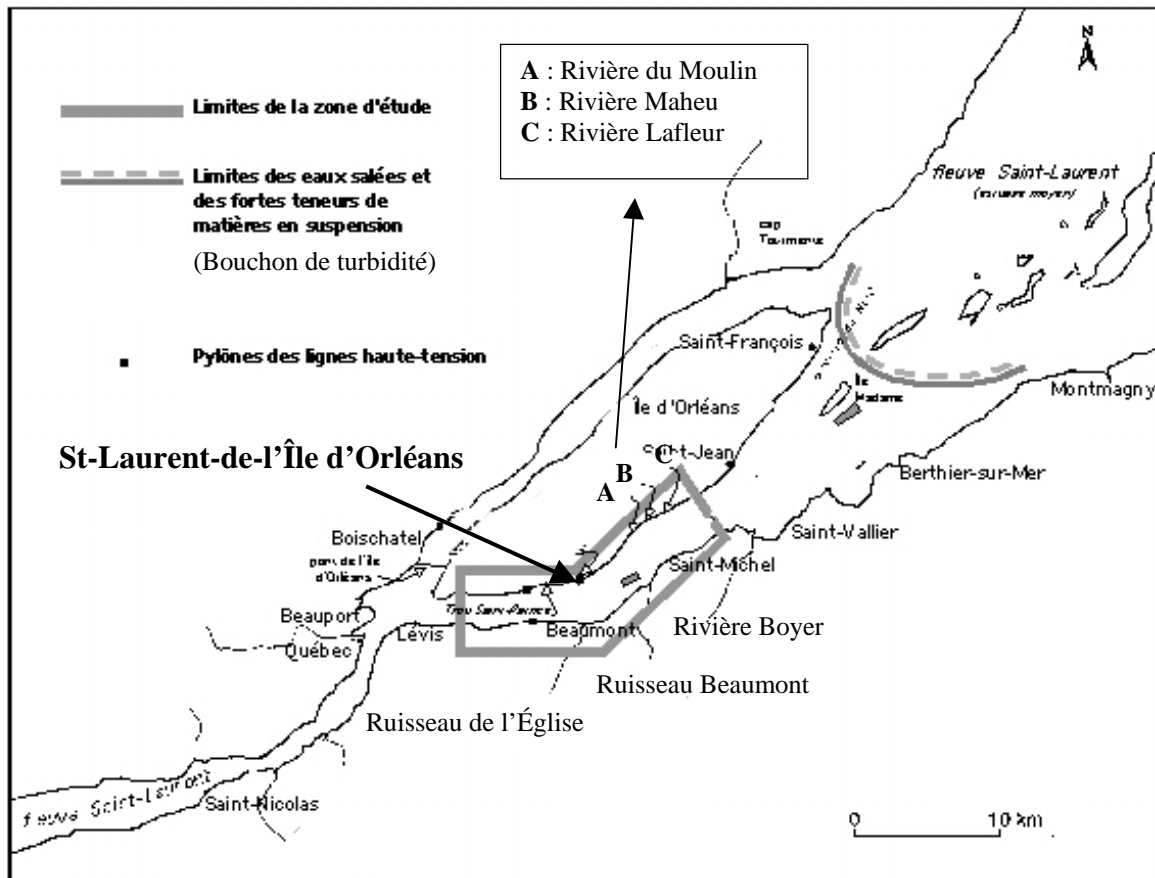 A : Rivière du Moulin
B : Rivière Maheu
C : Rivière Lafleur
N
Limites de la zone d'étude
Limites des eaux salées et
des fortes teneurs de
matières en suspension
(Bouchon de turbidité)
Pylônes des lignes haute-tension
fleuve Saint-Laurent
cap
Tourmente
Saint-François
Île
Madame
Montmagny
Île d'Orléans
St-Laurent-de-l'Île d'Orléans
Saint-Jean
A
B
C
Berthier-sur-Mer
Boischatel
pont de l'île
d'Orléans
Saint-Vallier
Saint-Michel
Beauport
Québec
Lévis
Beaumont
Rivière Boyer
Ruisseau Beaumont
Ruisseau de l'Église
fleuve Saint-Laurent
Saint-Nicolas
0 10 km